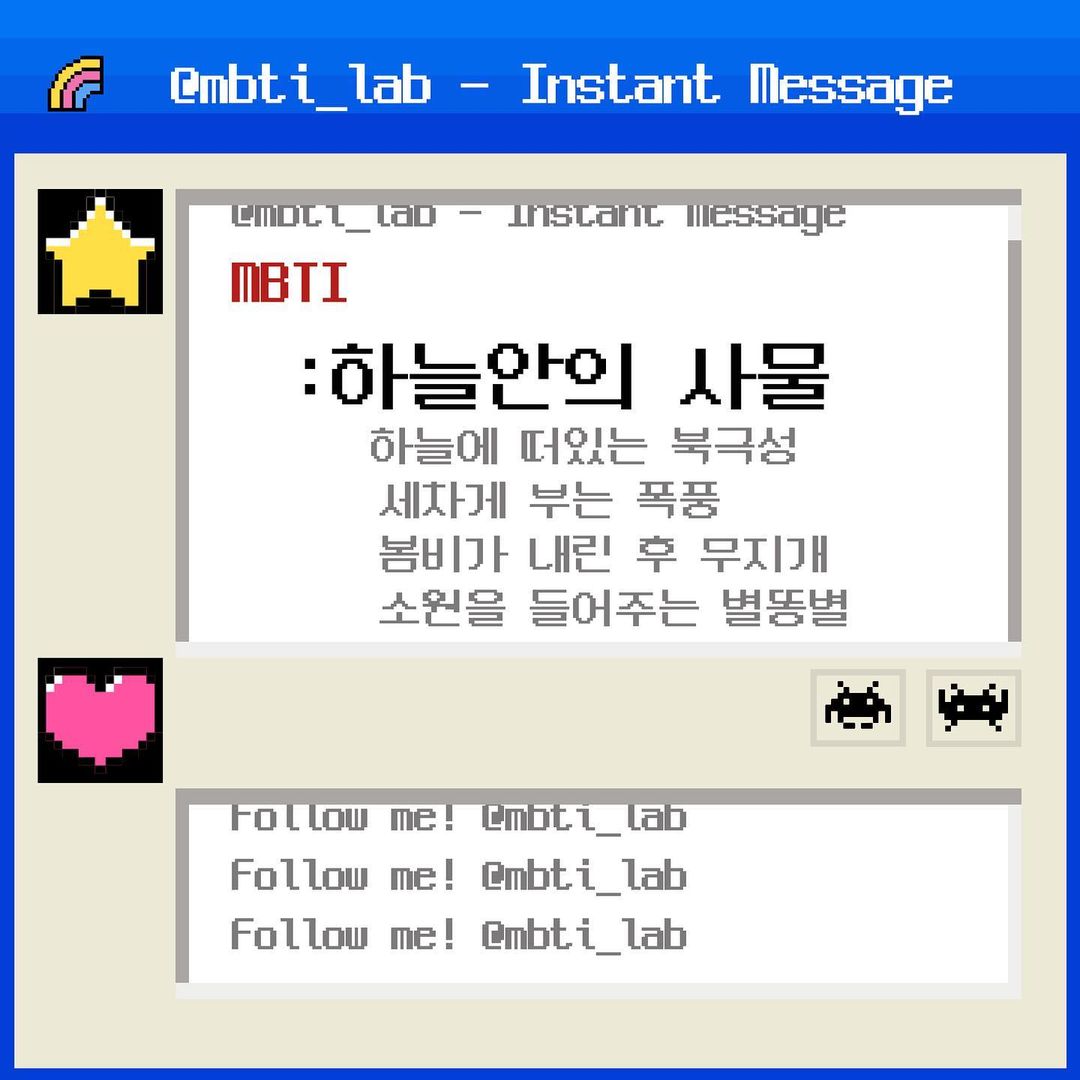 @mbti_lab - Instant Message
@mbti_lab - Instant Message
MBTI
:하늘안의 사물
하늘에 떠있는 북극성
세차게 부는 폭풍
봄비가 내린 후 무지개
소원을 들어주는 별똥별
Follow me! @mbti_lab
Follow me! @mbti_lab
Follow me! @mbti_lab